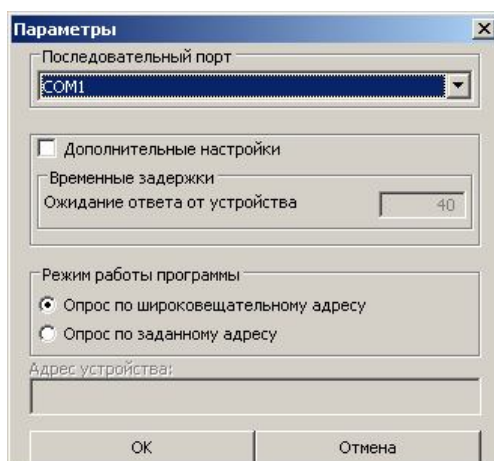 Параметры
Последовательный порт
COM1
Дополнительные настройки
Временные задержки
Ожидание ответа от устройства 40
Режим работы программы
Опрос по широковещательному адресу
Опрос по заданному адресу
Адрес устройства:
ОК Отмена